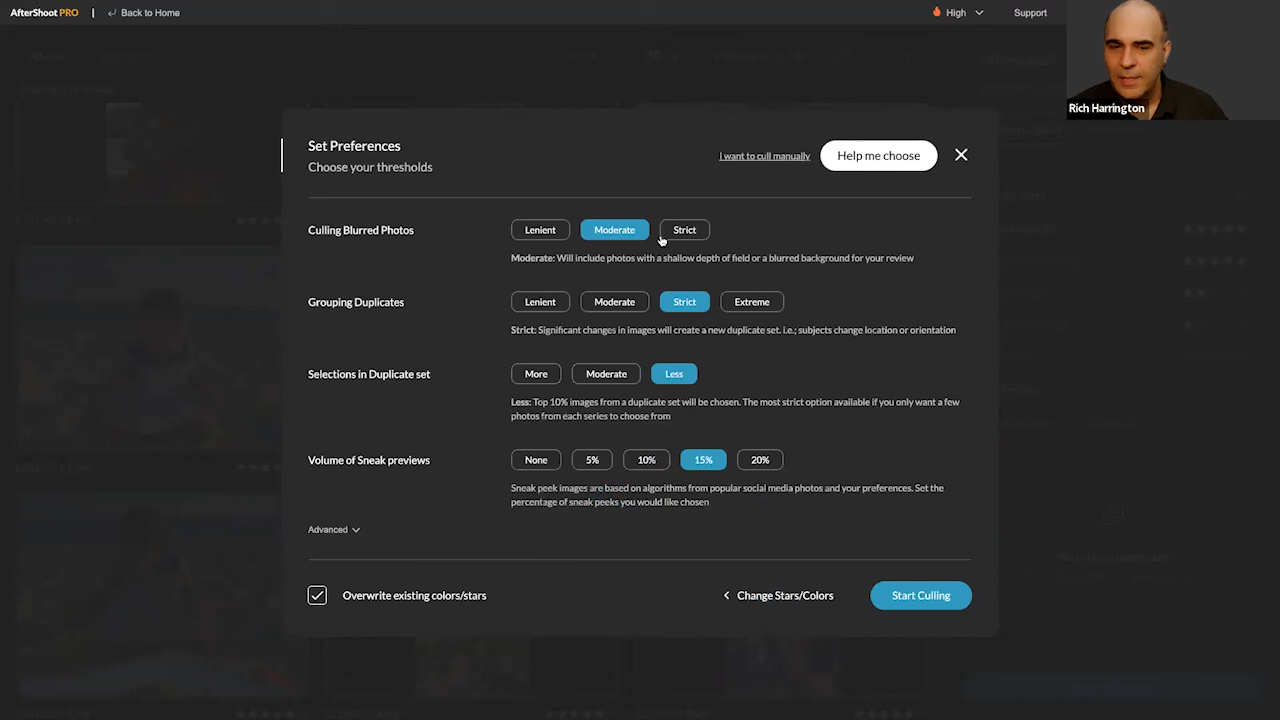 AfterShoot PRO | Back to Home High Support
Rich Harrington
Set Preferences
Choose your thresholds
I want to cull manually
Help me choose
Culling Blurred Photos
Lenient Moderate Strict
Moderate: Will include photos with a shallow depth of field or a blurred background for your review
Grouping Duplicates
Lenient Moderate Strict Extreme
Strict: Significant changes in images will create a new duplicate set. i.e.; subjects change location or orientation
Selections in Duplicate set
More Moderate Less
Less: Top 10% images from a duplicate set will be chosen. The most strict option available if you only want a few
photos from each series to choose from
Volume of Sneak previews
None 5% 10% 15% 20%
Sneak peek images are based on algorithms from popular social media photos and your preferences. Set the
percentage of sneak peeks you would like chosen
Advanced
Overwrite existing colors/stars
Change Stars/Colors
Start Culling